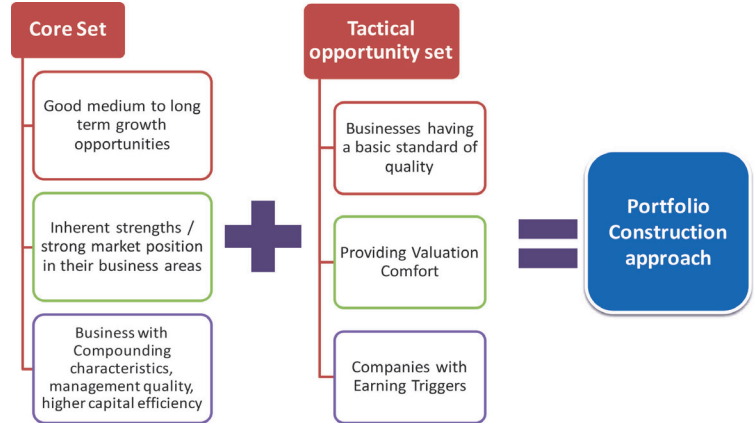 Core Set
Good medium to long
term growth
opportunities
Inherent strengths /
strong market position
in their business areas
Business with
Compounding
characteristics,
management quality,
higher capital efficiency
Tactical
opportunity set
Businesses having
a basic standard of
quality
Providing Valuation
Comfort
Companies with
Earning Triggers
Portfolio
Construction
approach